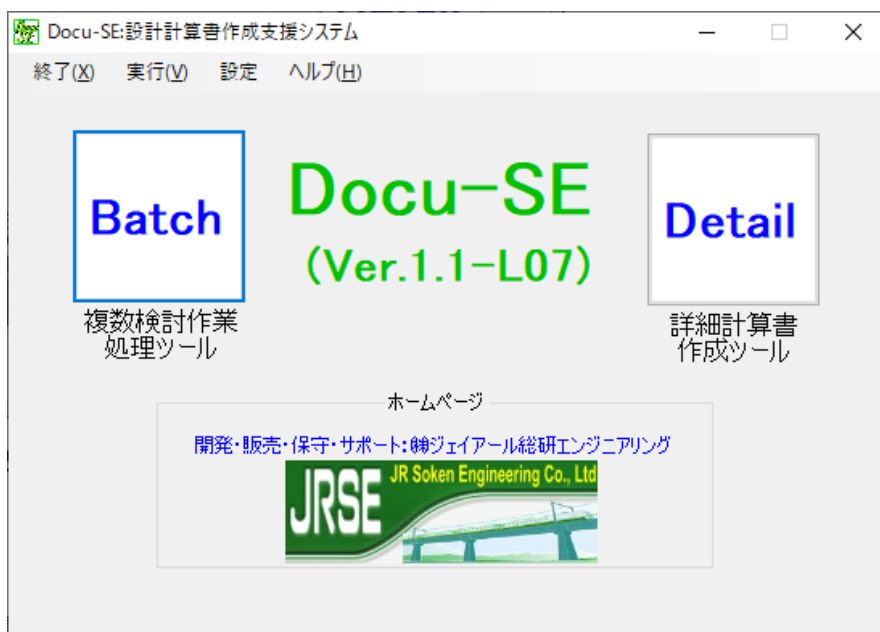 Docu-SE:設計計算書作成支援システム
終了(X) 実行(V) 設定 ヘルプ(H)
Batch
複数検討作業
処理ツール
Docu-SE
(Ver.1.1-L07)
Detail
詳細計算書
作成ツール
ホームページ
開発・販売・保守・サポート:㈱ジェイアール総研エンジニアリング
JRSE
JR Soken Engineering Co., Ltd